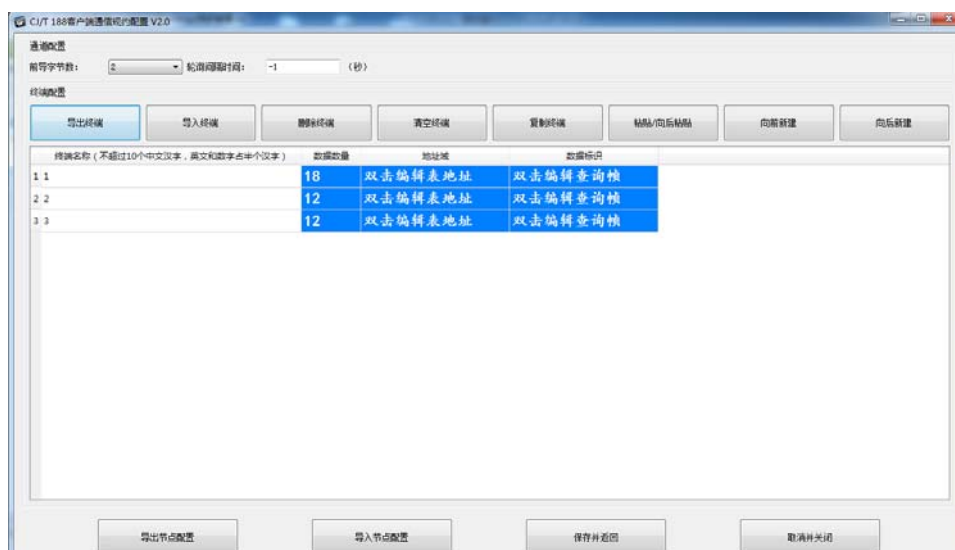 CJ/T 188客户端通信规约配置 V2.0
通道配置
前导字节数： 2 轮询间隔时间： -1 （秒）
终端配置
导出终端 导入终端 删除终端 清空终端 复制终端 粘贴/向后粘贴 向前新建 向后新建
终端名称（不超过10个中文汉字，英文和数字占半个汉字） 数据数量 地址域 数据标识
1 1 18 双击编辑表地址 双击编辑查询帧
2 2 12 双击编辑表地址 双击编辑查询帧
3 3 12 双击编辑表地址 双击编辑查询帧
导出节点配置 导入节点配置 保存并返回 取消并关闭